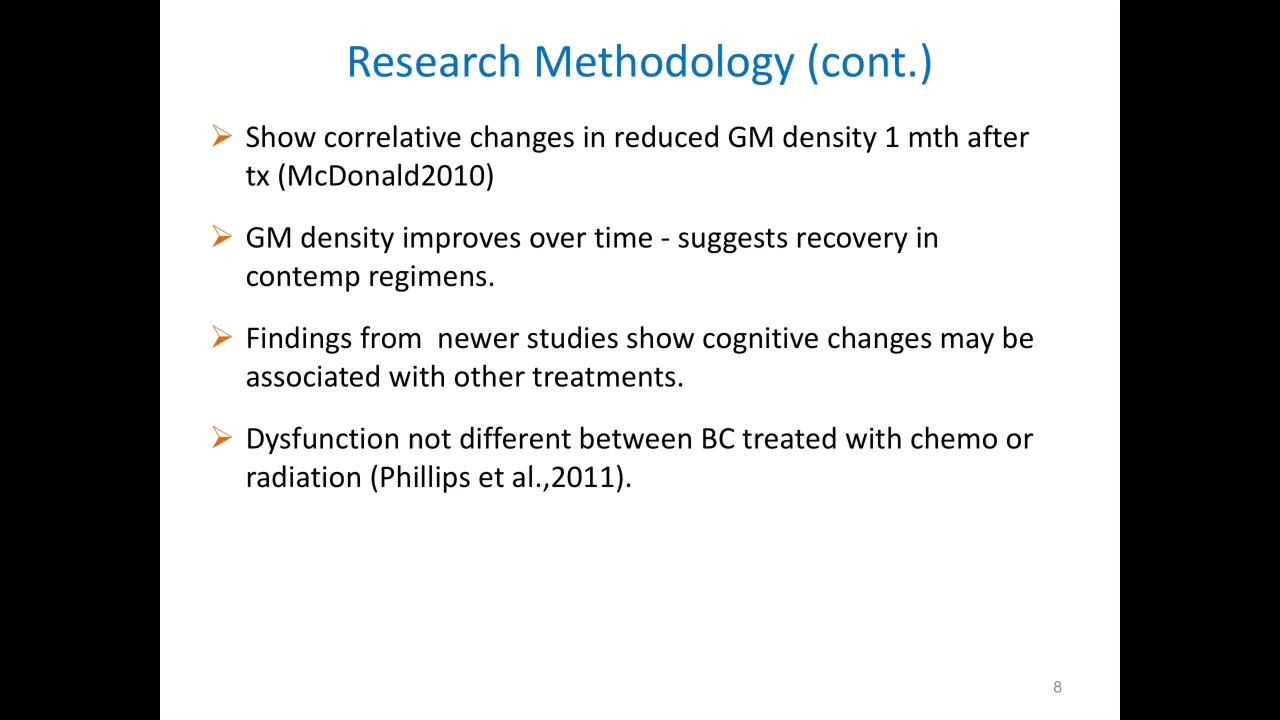 Research Methodology (cont.)
Show correlative changes in reduced GM density 1 mth after
tx (McDonald2010)
GM density improves over time - suggests recovery in
contemp regimens.
Findings from  newer studies show cognitive changes may be
associated with other treatments.
Dysfunction not different between BC treated with chemo or
radiation (Phillips et al.,2011).
8